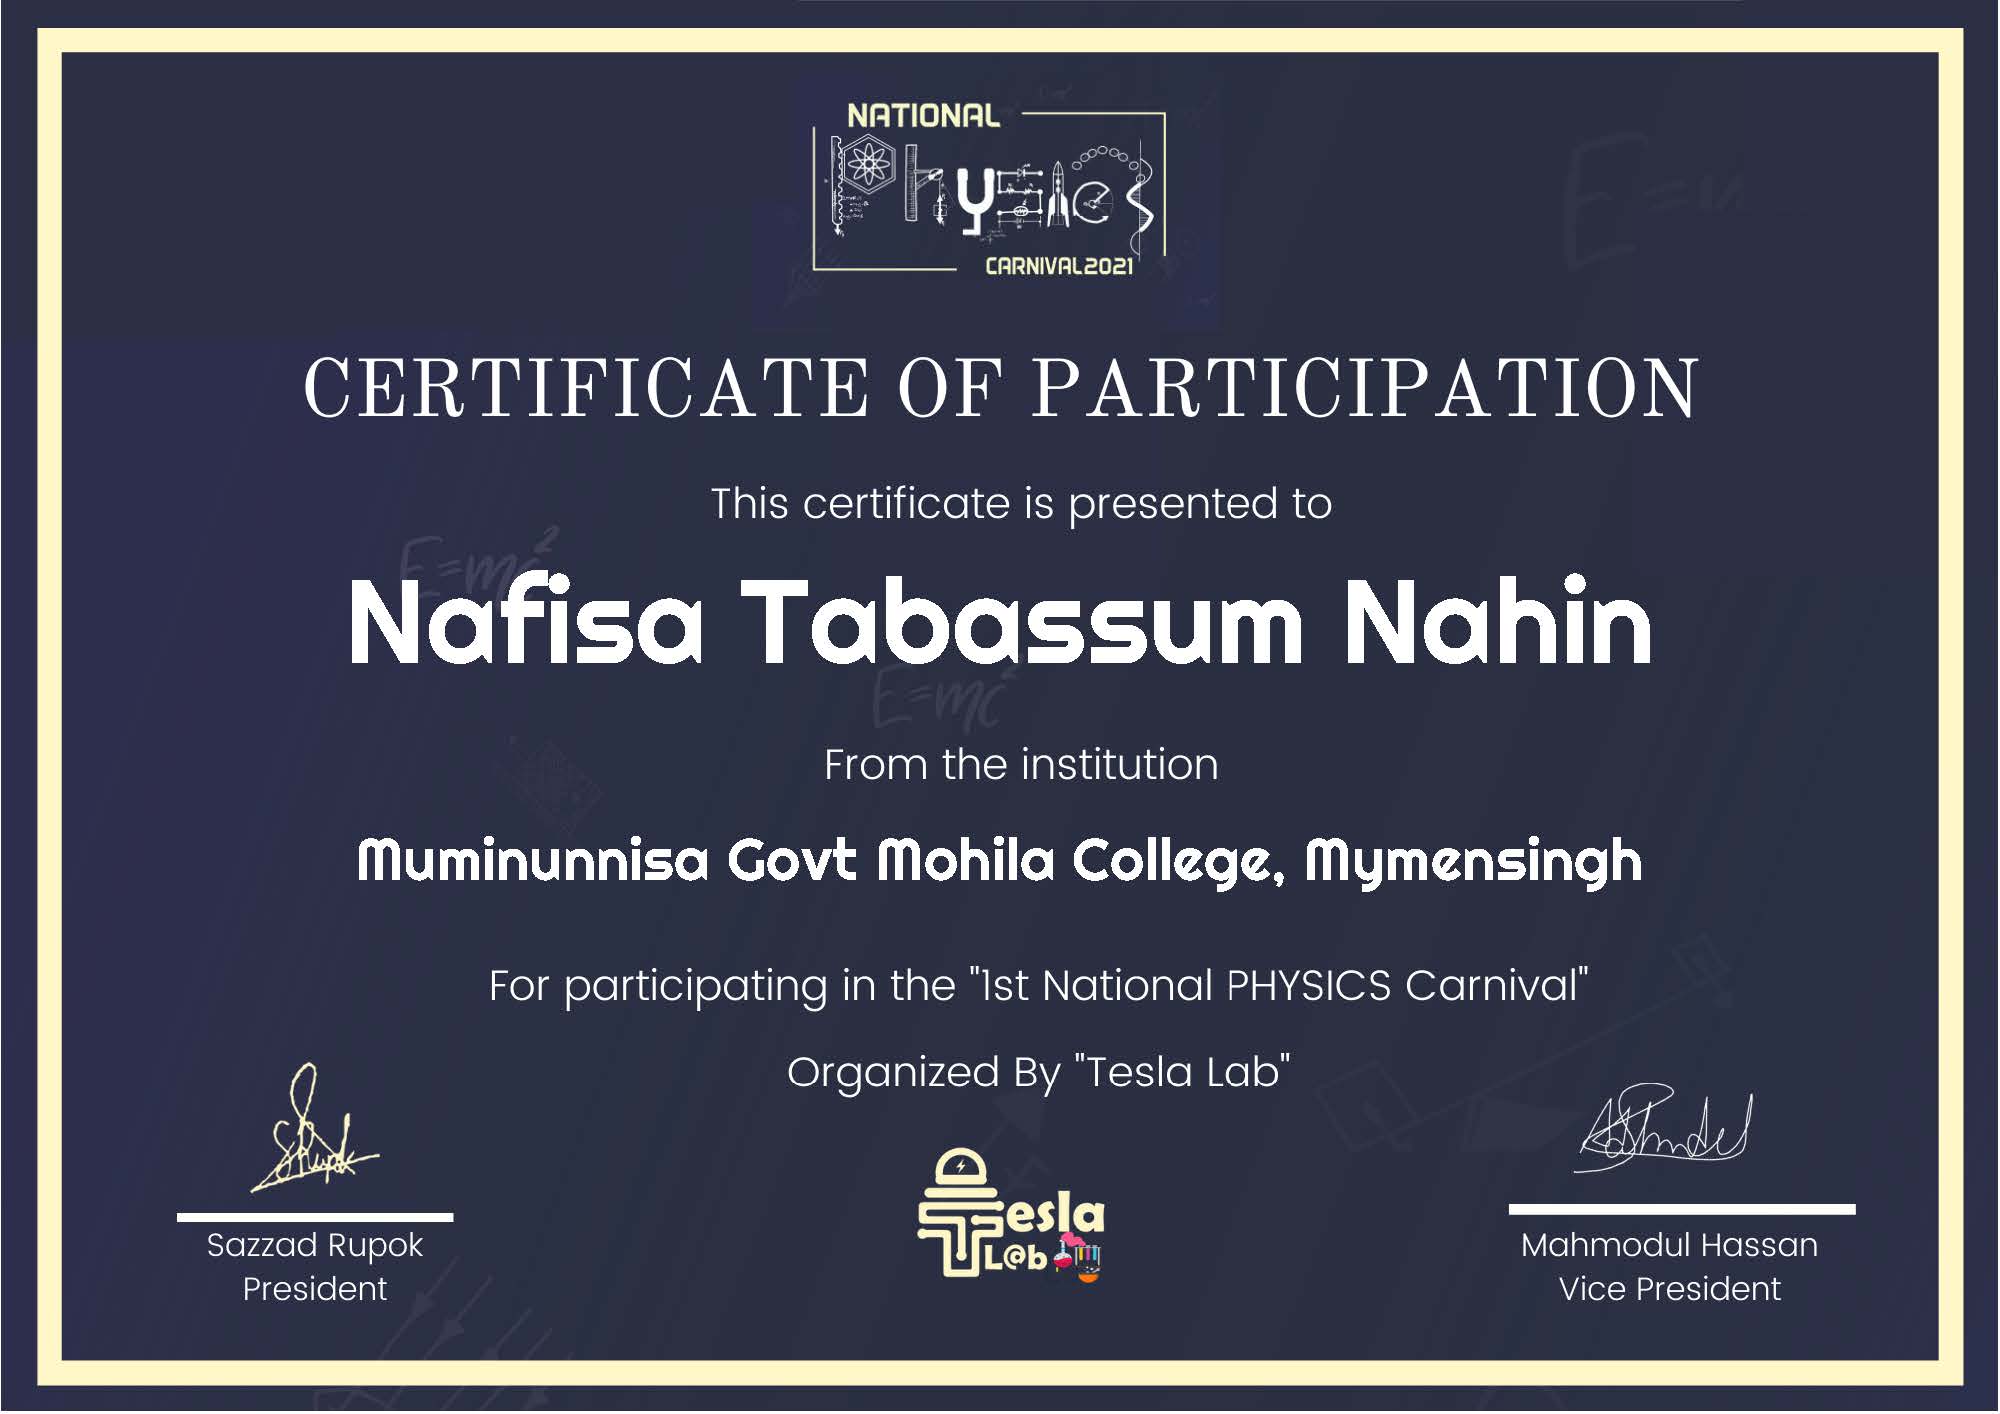 NATIONAL
PhysicS
CARNIVAL2021
CERTIFICATE OF PARTICIPATION
This certificate is presented to
E=mc²
Nafisa Tabassum Nahin
E=mc²
From the institution
Muminunnisa Govt Mohila College, Mymensingh
For participating in the "1st National PHYSICS Carnival"
Organized By "Tesla Lab"
Sazzad Rupok
President
Tesla
L@b
Mahmodul Hassan
Vice President